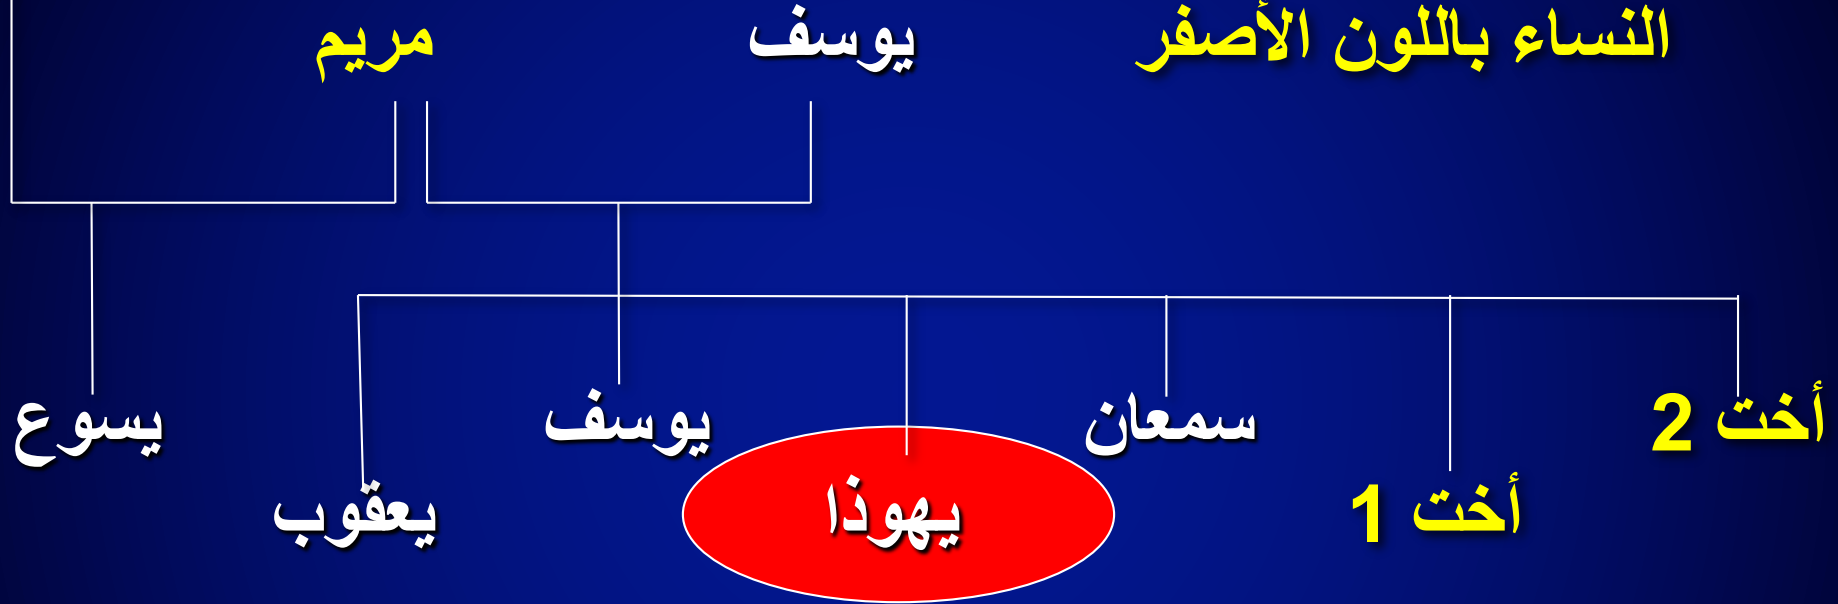 النساء باللون الأصفر
يوسف
مريم
أخت 2
سمعان
يوسف
يسوع
أخت 1
يهوذا
يعقوب